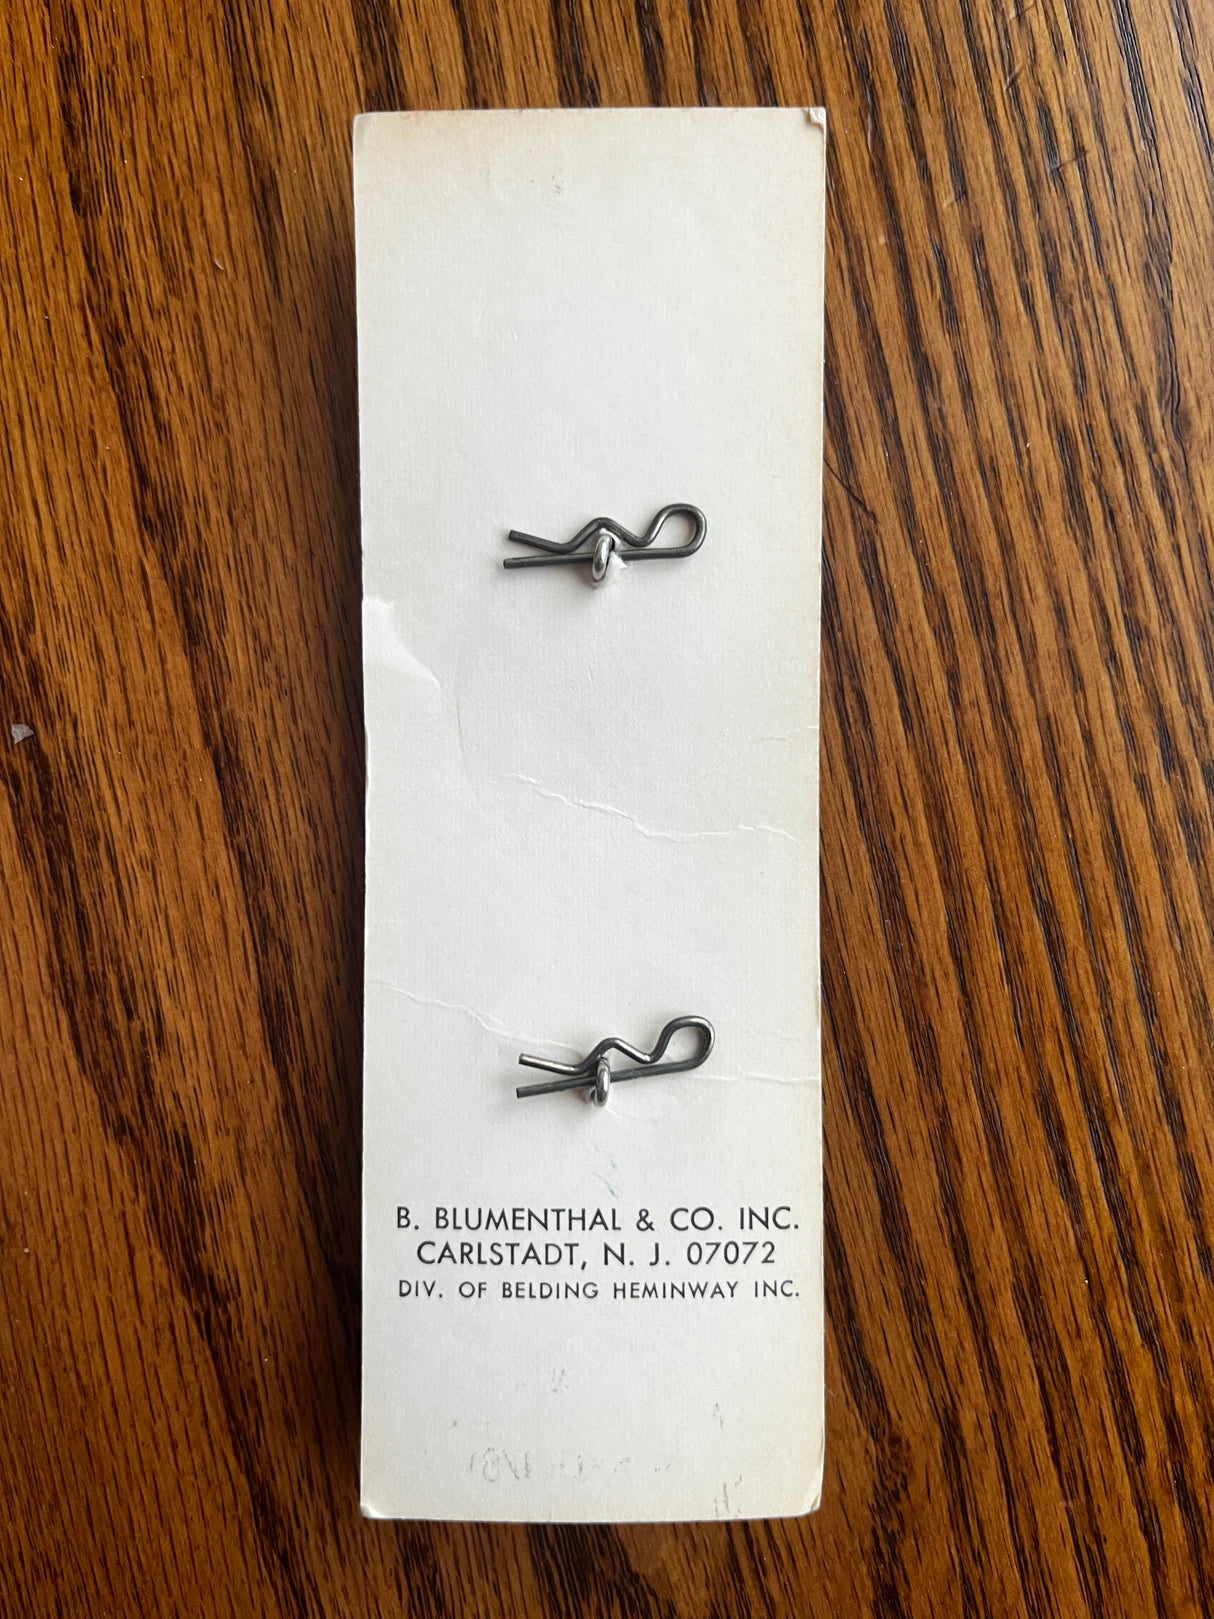 B. BLUMENTHAL & CO. INC.
CARLSTADT, N. J. 07072
DIV. OF BELDING HEMINWAY INC.